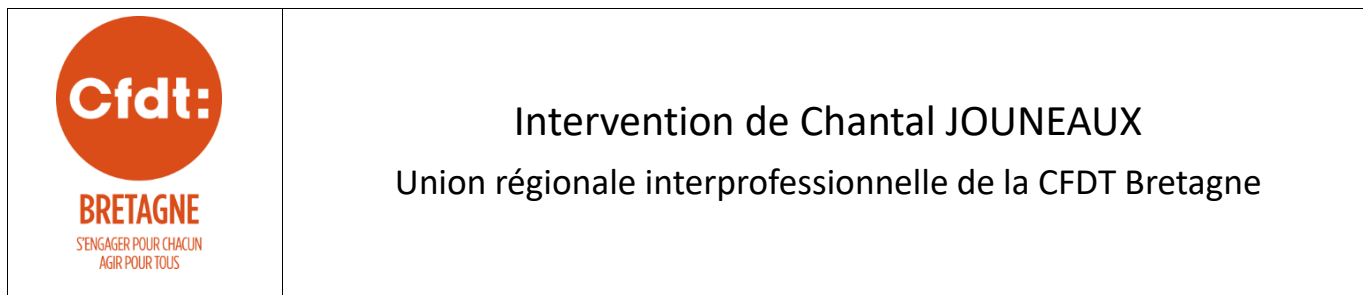 Cfdt:
BRETAGNE
S'ENGAGER POUR CHACUN
AGIR POUR TOUS
Intervention de Chantal JOUNEAUX
Union régionale interprofessionnelle de la CFDT Bretagne